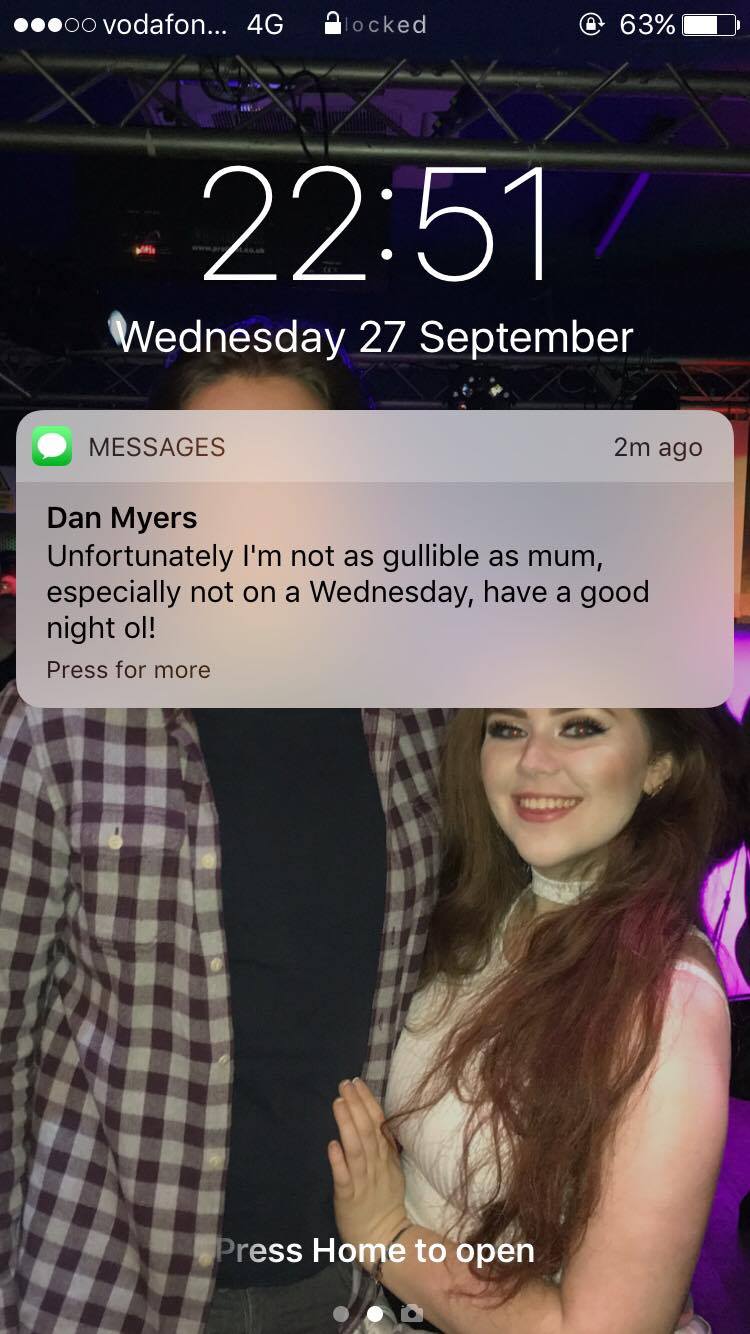 vodafon... 4G locked 63%
22:51
Wednesday 27 September
MESSAGES 2m ago
Dan Myers
Unfortunately I'm not as gullible as mum,
especially not on a Wednesday, have a good
night ol!
Press for more
Press Home to open